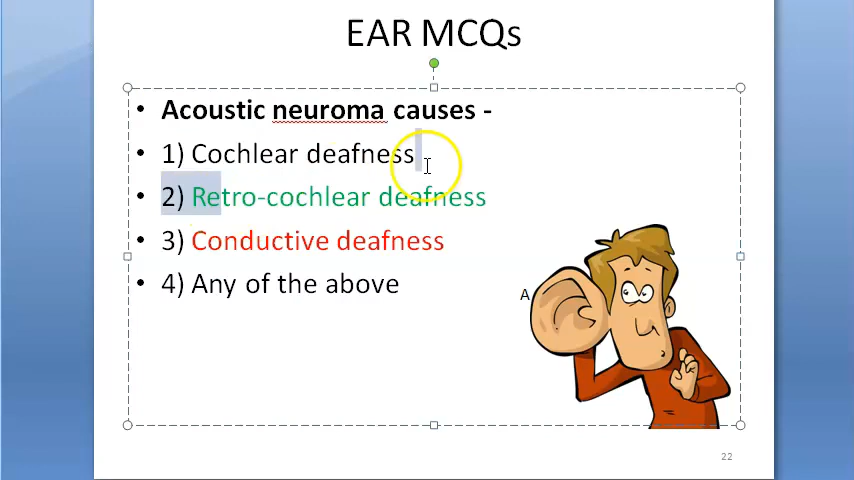 EAR MCQs
• Acoustic neuroma causes -
• 1) Cochlear deafness
• 2) Retro-cochlear deafness
• 3) Conductive deafness
• 4) Any of the above
A
22